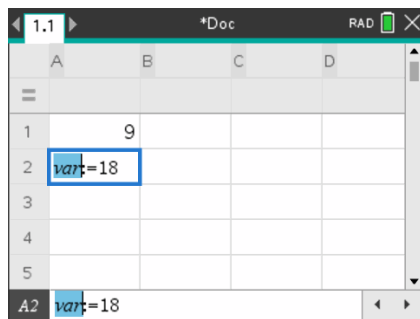 1.1 *Doc RAD
A B C D
=
1 9
2 var:=18
3
4
5
A2 var:=18